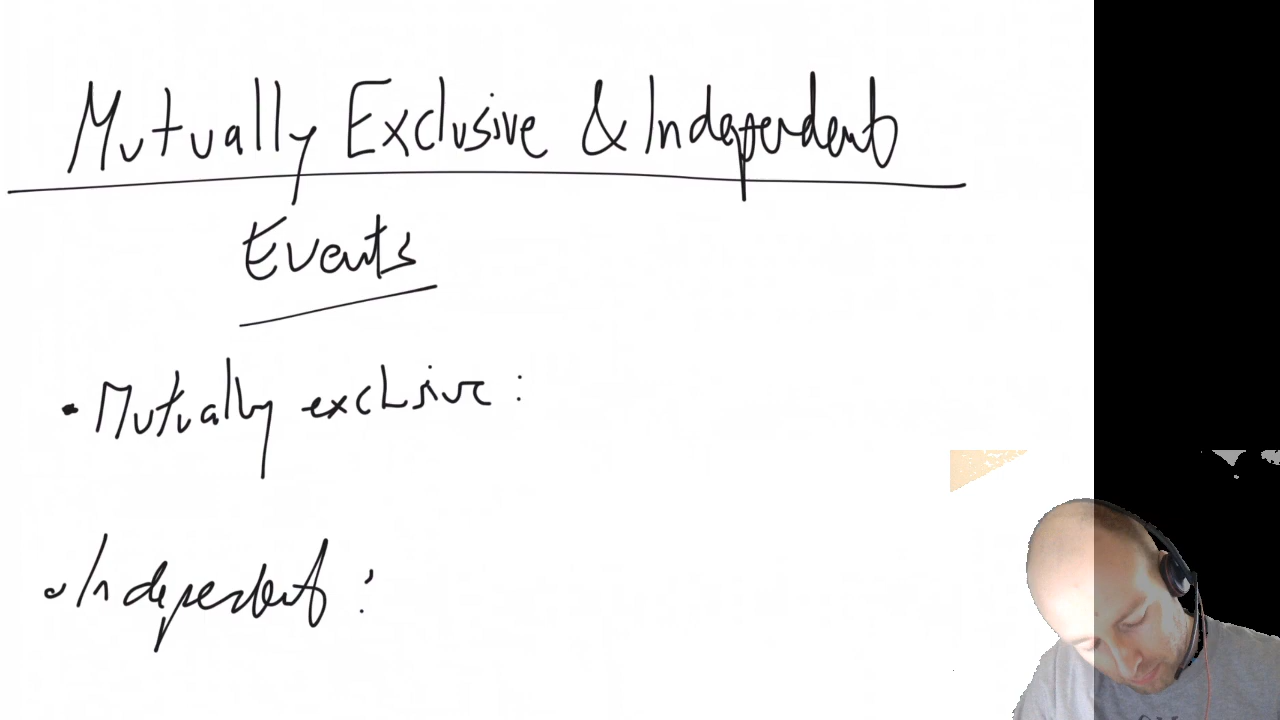 Mutually Exclusive & Independent
Events
• Mutually exclusive :
• Independent :